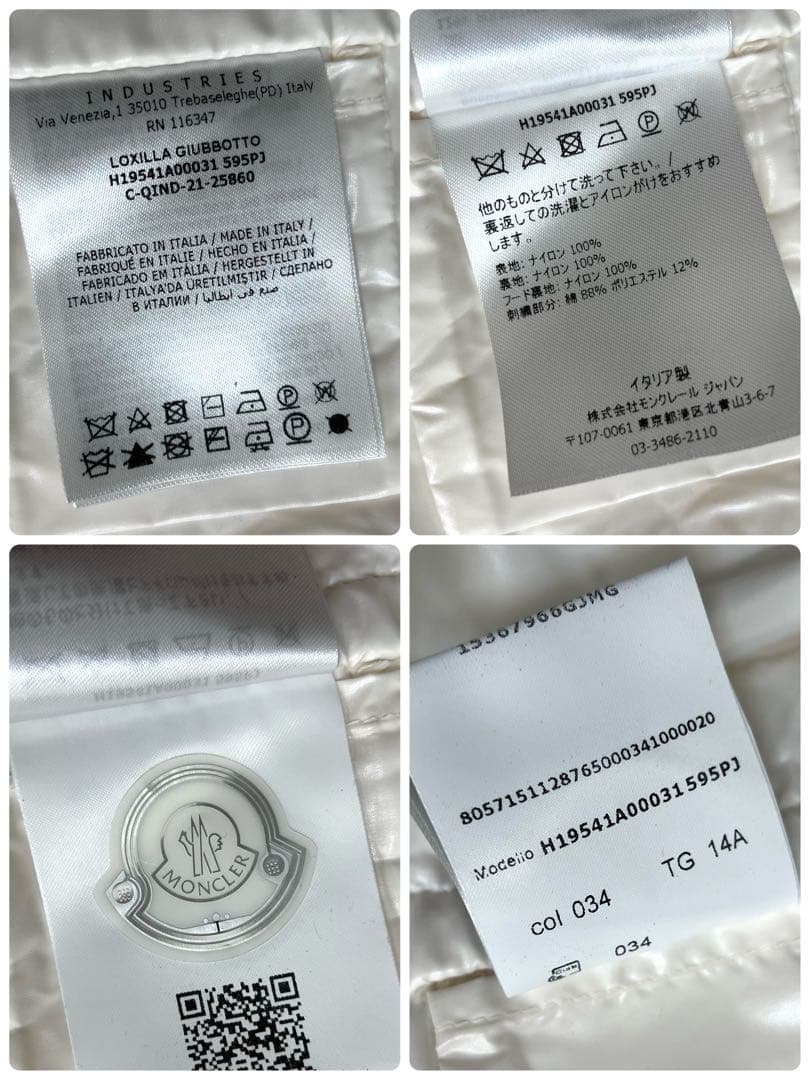 INDUSTRIES
Via Venezia,1 35010 Trebaseleghe(PD) Italy
RN 116347
LOXILLA GIUBBOTTO
H19541A00031 595PJ
C-QIND-21-25860
FABBRICATO IN ITALIA / MADE IN ITALY /
FABRIQUÉ EN ITALIE / HECHO EN ITALIA /
FABRICADO EM ITÀLIA / HERGESTELLT IN
ITALIEN / ITALYA'DA ÜRETILMIŞTIR / СДЕЛАНО
В ИТАЛИИ / صنع في ايطاليا
P
W
P
H19541A00031 595PJ
P
W
他のものと分けて洗って下さい。/
裏返しての洗濯とアイロンがけをおすすめ
します。
表地: ナイロン 100%
裏地: ナイロン 100%
フード裏地: ナイロン 100%
刺繍部分: 綿 88% ポリエステル 12%
イタリア製
株式会社モンクレール ジャパン
〒107-0061 東京都港区北青山3-6-7
03-3486-2110
H19541A00031 595PJ
MONCLER
15367966GJMG
8057151128765000341000020
Modello H19541A00031 595PJ
col 034 TG 14A
034